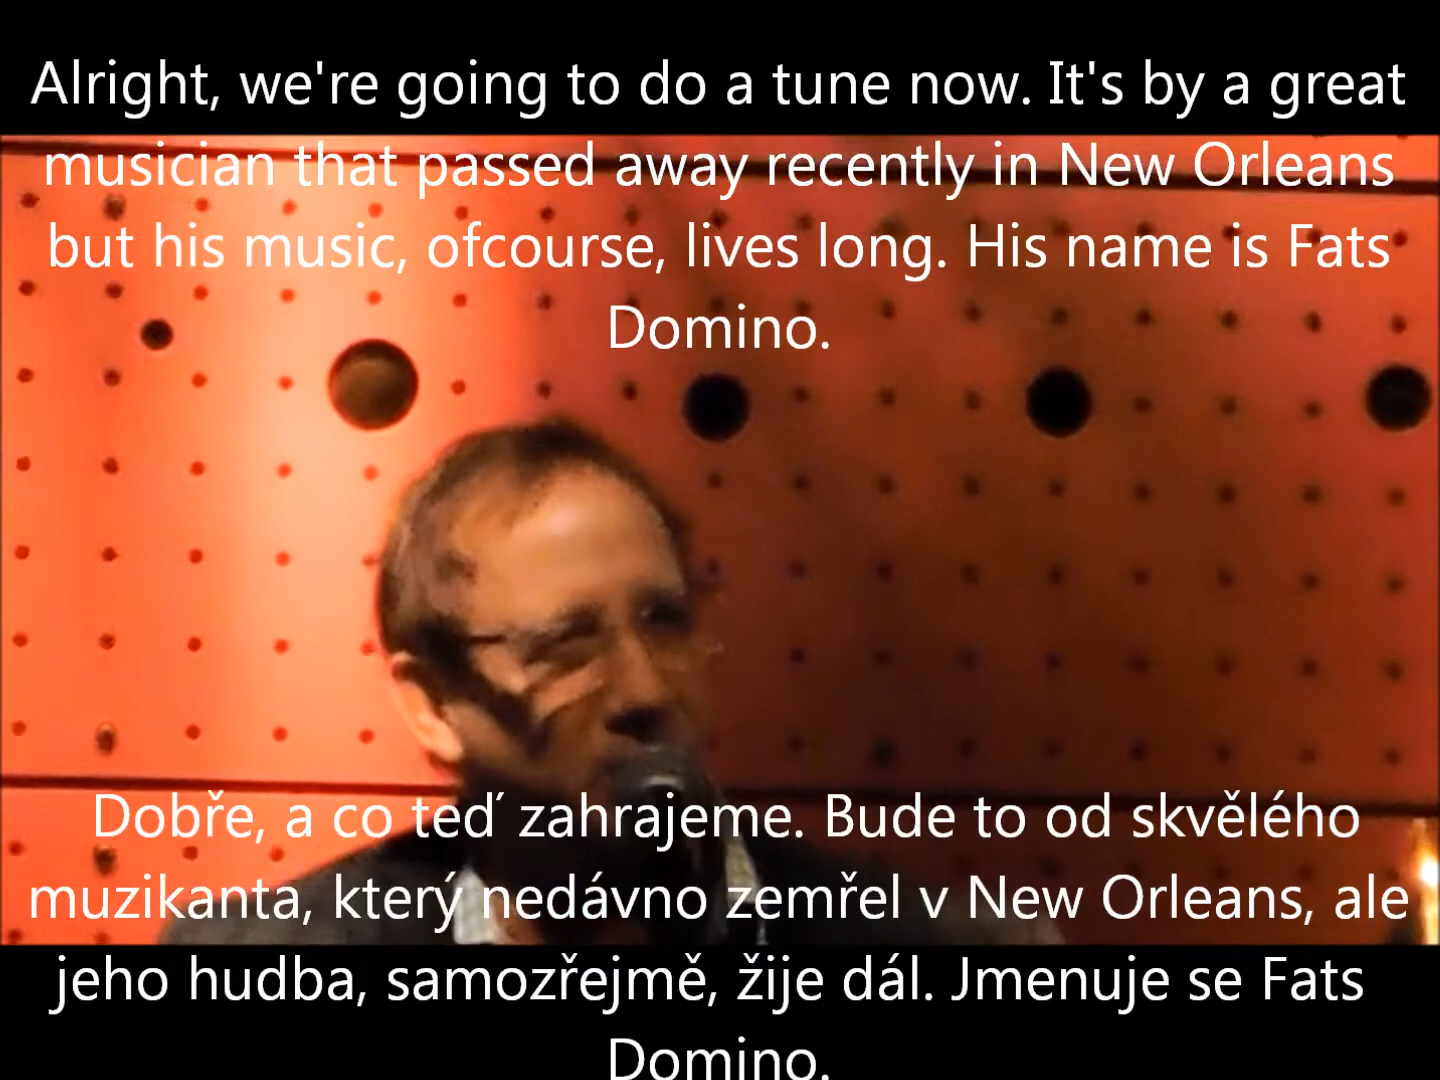 Alright, we're going to do a tune now. It's by a great
musician that passed away recently in New Orleans
but his music, ofcourse, lives long. His name is Fats
Domino.
Dobře, a co teď zahrajeme. Bude to od skvělého
muzikanta, který nedávno zemřel v New Orleans, ale
jeho hudba, samozřejmě, žije dál. Jmenuje se Fats
Domino.